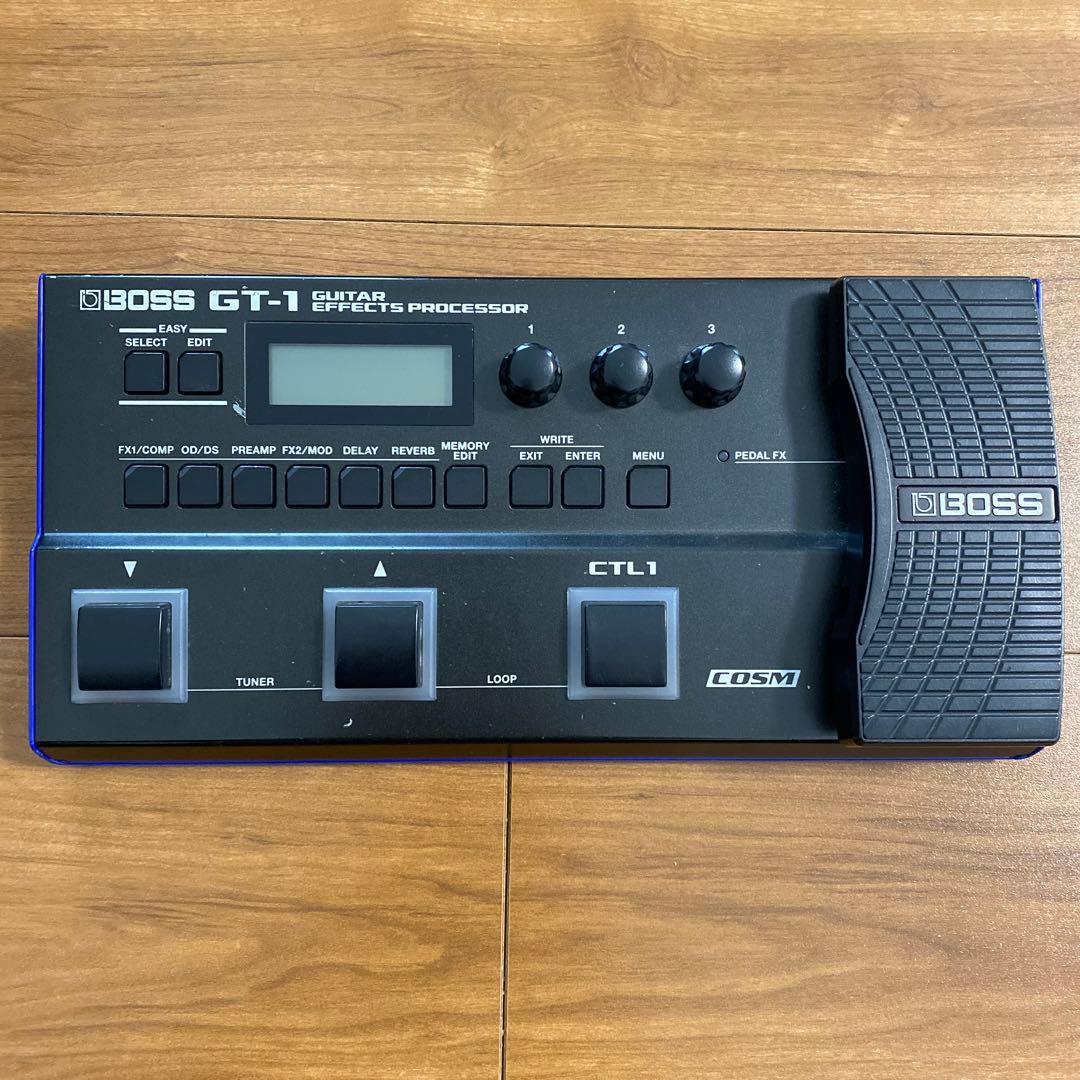 BOSS GT-1 GUITAR EFFECTS PROCESSOR
EASY
SELECT EDIT
1 2 3
FX1/COMP OD/DS PREAMP FX2/MOD DELAY REVERB MEMORY EDIT
WRITE
EXIT ENTER MENU
PEDAL FX
BOSS
▼ ▲ CTL1
TUNER LOOP
COSM